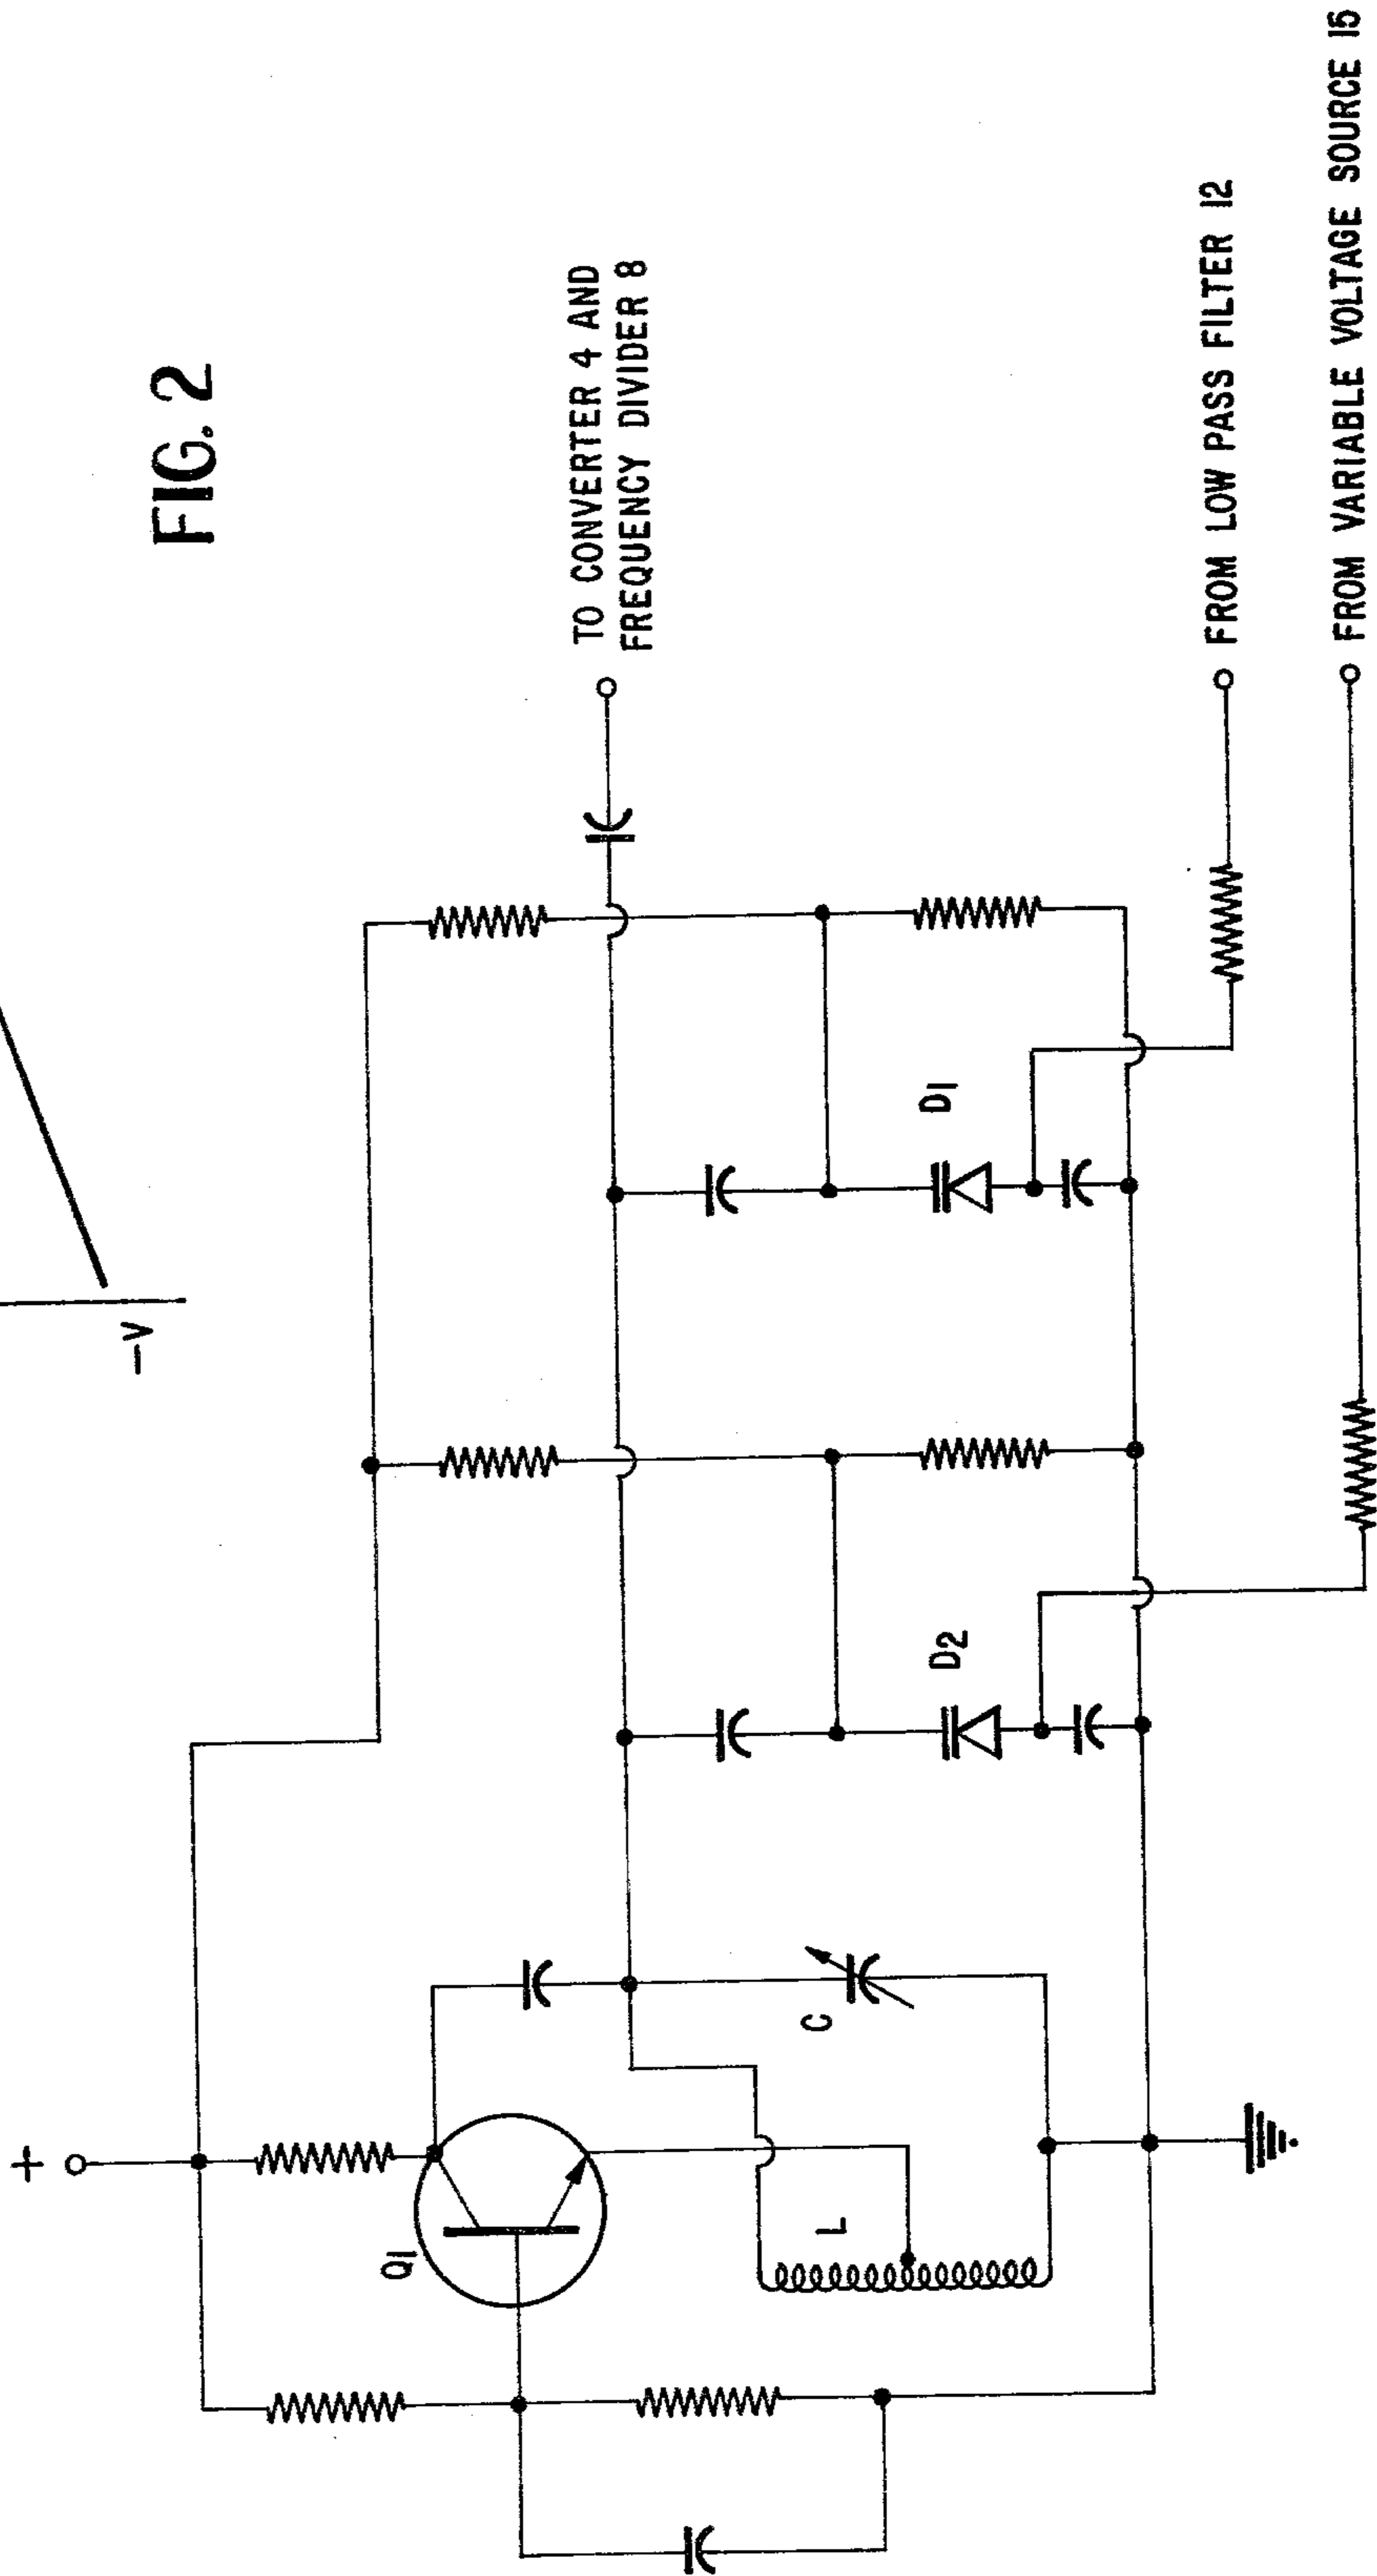 -V
FIG. 2
+
Q1
L
C
D2
D1
TO CONVERTER 4 AND
FREQUENCY DIVIDER 8
FROM LOW PASS FILTER 12
FROM VARIABLE VOLTAGE SOURCE 15